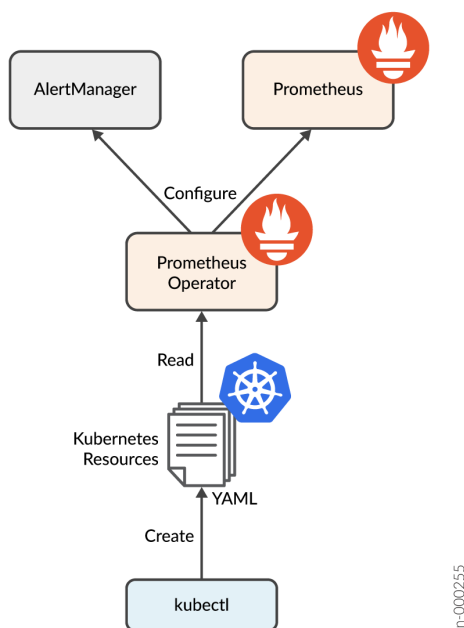 AlertManager
Prometheus
Configure
Prometheus
Operator
Read
Kubernetes
Resources
YAML
Create
kubectl
n-000255